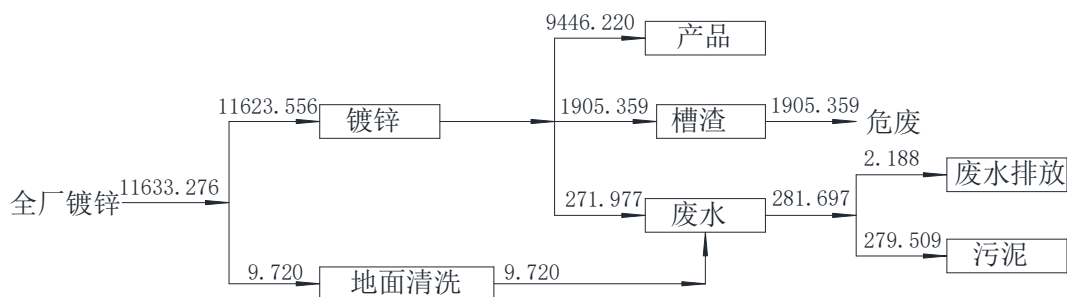 9446.220
产品
11623.556
镀锌
1905.359
槽渣
1905.359
危废
2.188
废水排放
全厂镀锌
11633.276
271.977
废水
281.697
279.509
污泥
9.720
地面清洗
9.720